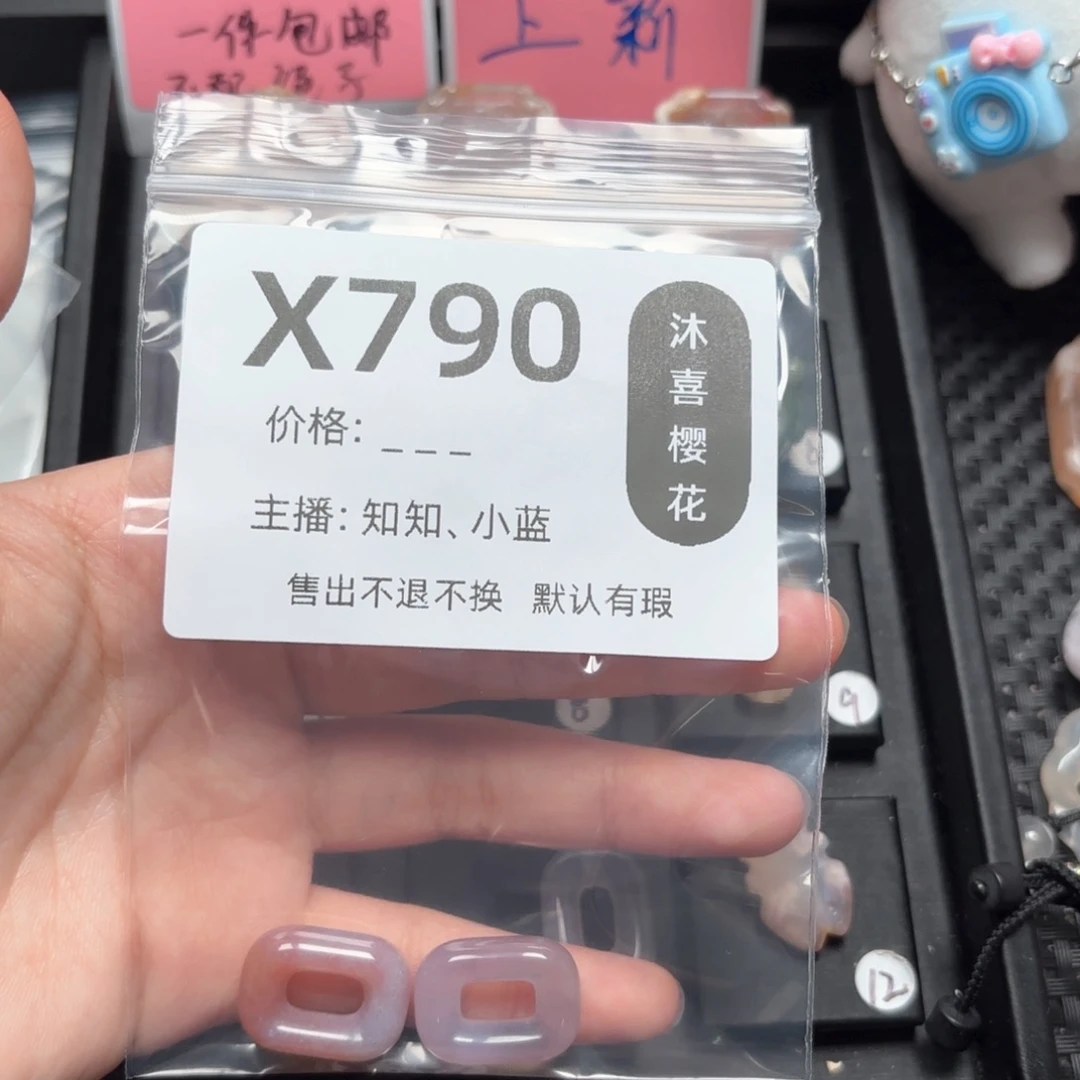 一件包邮
上新
X790
价格: _ _ _
主播: 知知、小蓝
售出不退不换 默认有瑕
沐喜樱花
9
12